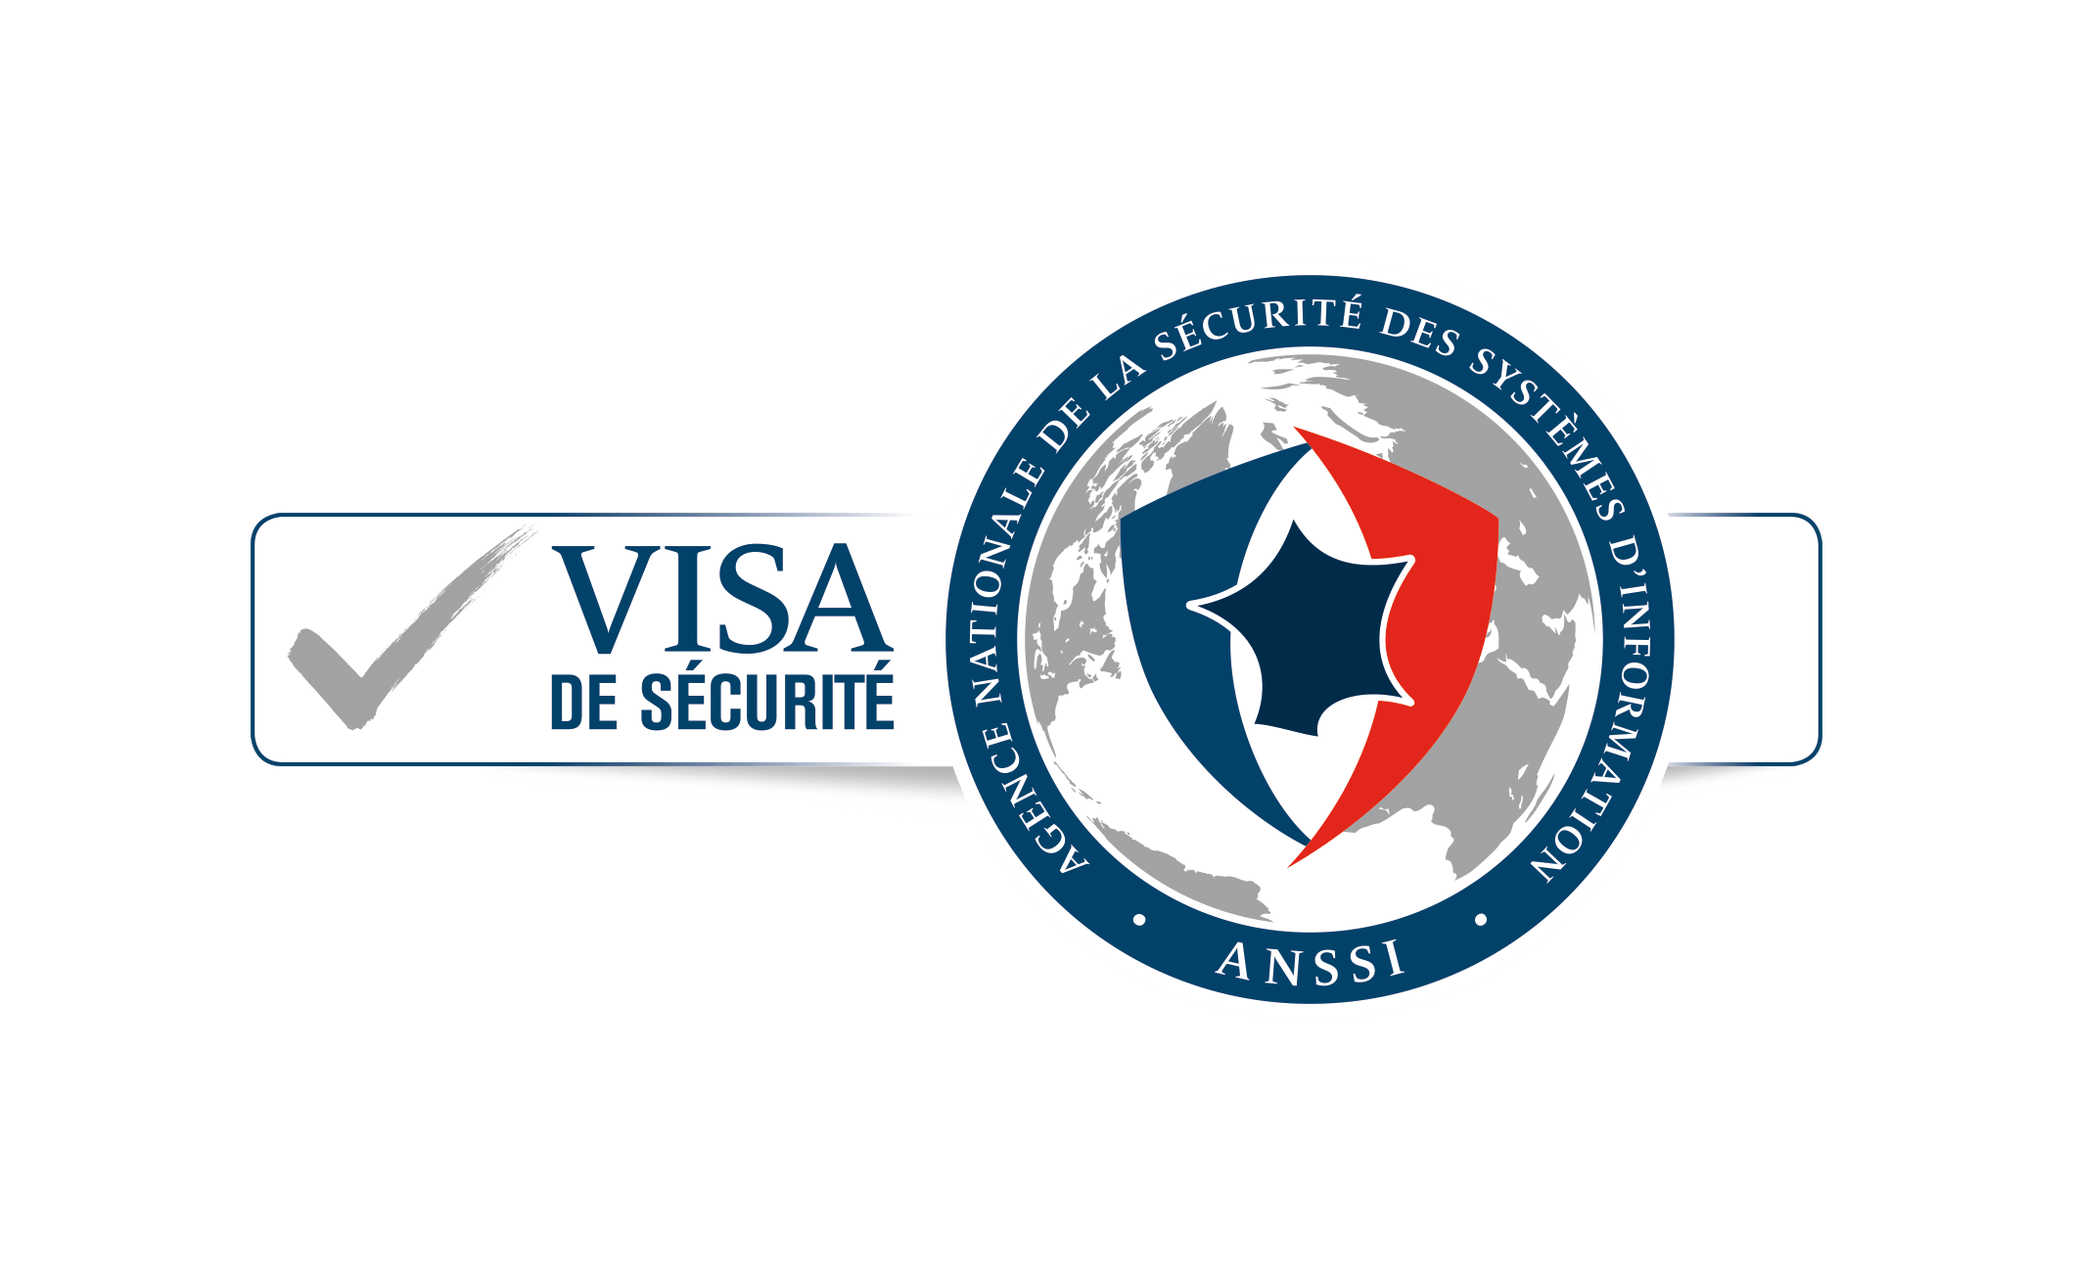 VISA
DE SÉCURITÉ
AGENCE NATIONALE DE LA SÉCURITÉ DES SYSTÈMES D'INFORMATION
• ANSSI •